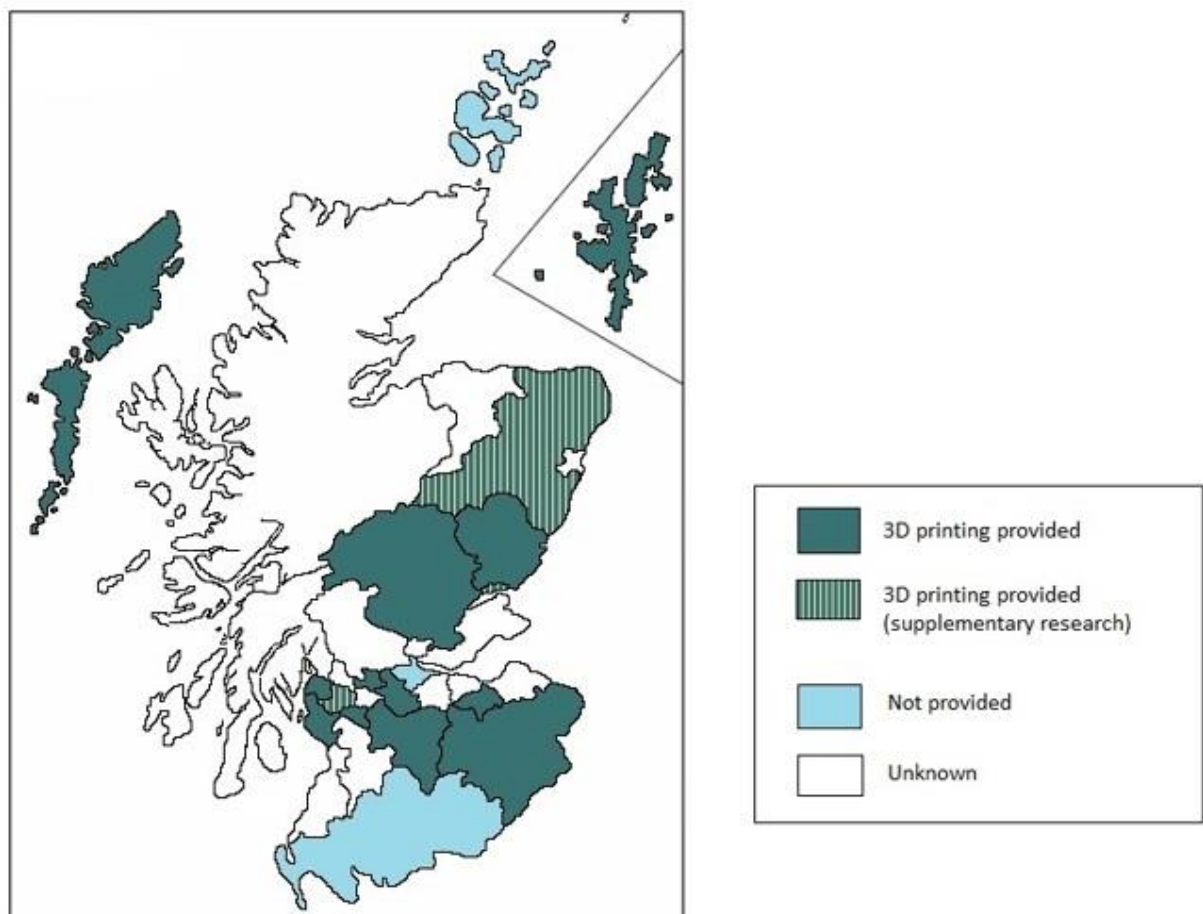 3D printing provided
3D printing provided
(supplementary research)
Not provided
Unknown